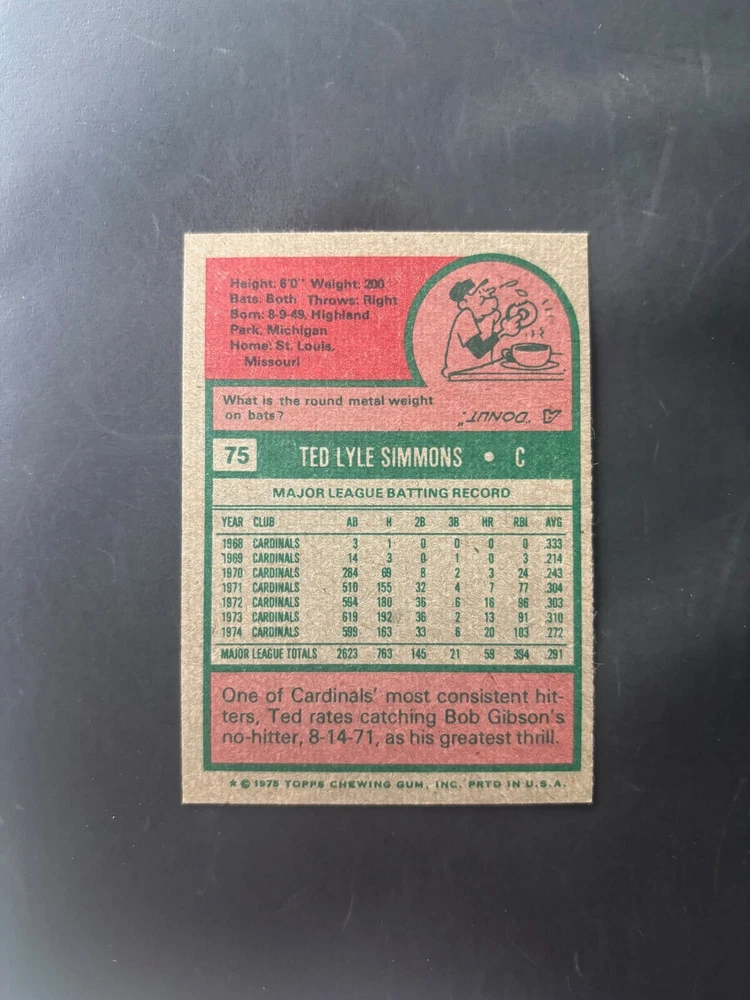 Height: 6'0" Weight: 200
Bats: Both Throws: Right
Born: 8-9-49, Highland
Park, Michigan
Home: St. Louis,
Missouri
What is the round metal weight
on bats?
A "DONUT".
75 TED LYLE SIMMONS • C
MAJOR LEAGUE BATTING RECORD
YEAR CLUB AB H 2B 3B HR RBI AVG
1968 CARDINALS 3 1 0 0 0 0 .333
1969 CARDINALS 14 3 0 1 0 3 .214
1970 CARDINALS 284 69 8 2 3 24 .243
1971 CARDINALS 510 155 32 4 7 77 .304
1972 CARDINALS 594 180 36 6 16 96 .303
1973 CARDINALS 619 192 36 2 13 91 .310
1974 CARDINALS 599 163 33 6 20 103 .272
MAJOR LEAGUE TOTALS 2623 763 145 21 59 394 .291
One of Cardinals' most consistent hit-
ters, Ted rates catching Bob Gibson's
no-hitter, 8-14-71, as his greatest thrill.
★ © 1975 TOPPS CHEWING GUM, INC. PRTD IN U.S.A.